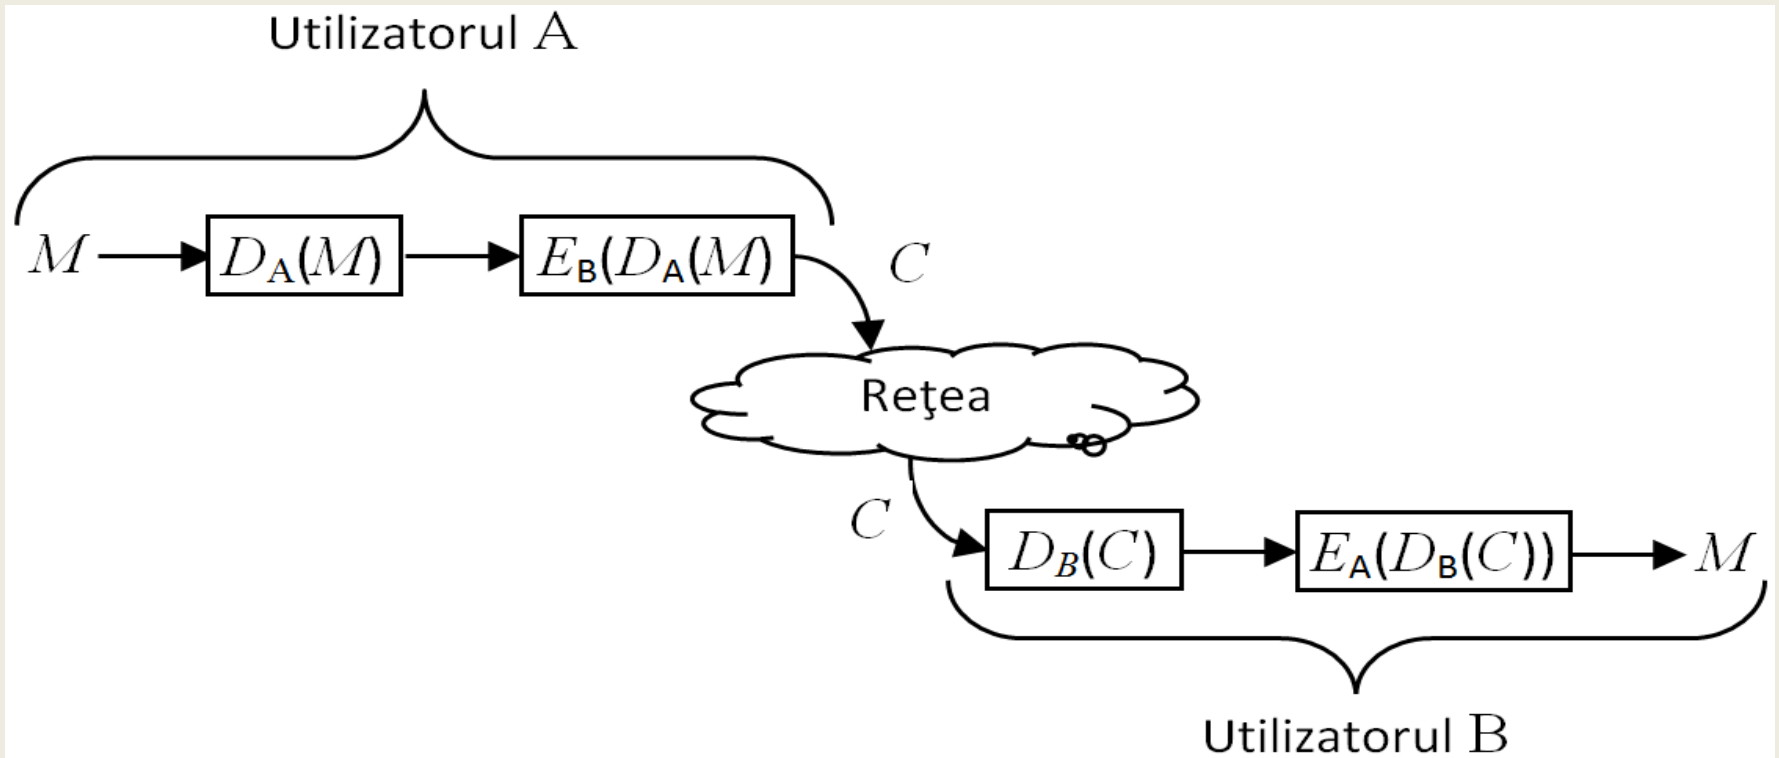 Utilizatorul A
M
D_A(M)
E_B(D_A(M)
C
Reţea
C
D_B(C)
E_A(D_B(C))
M
Utilizatorul B